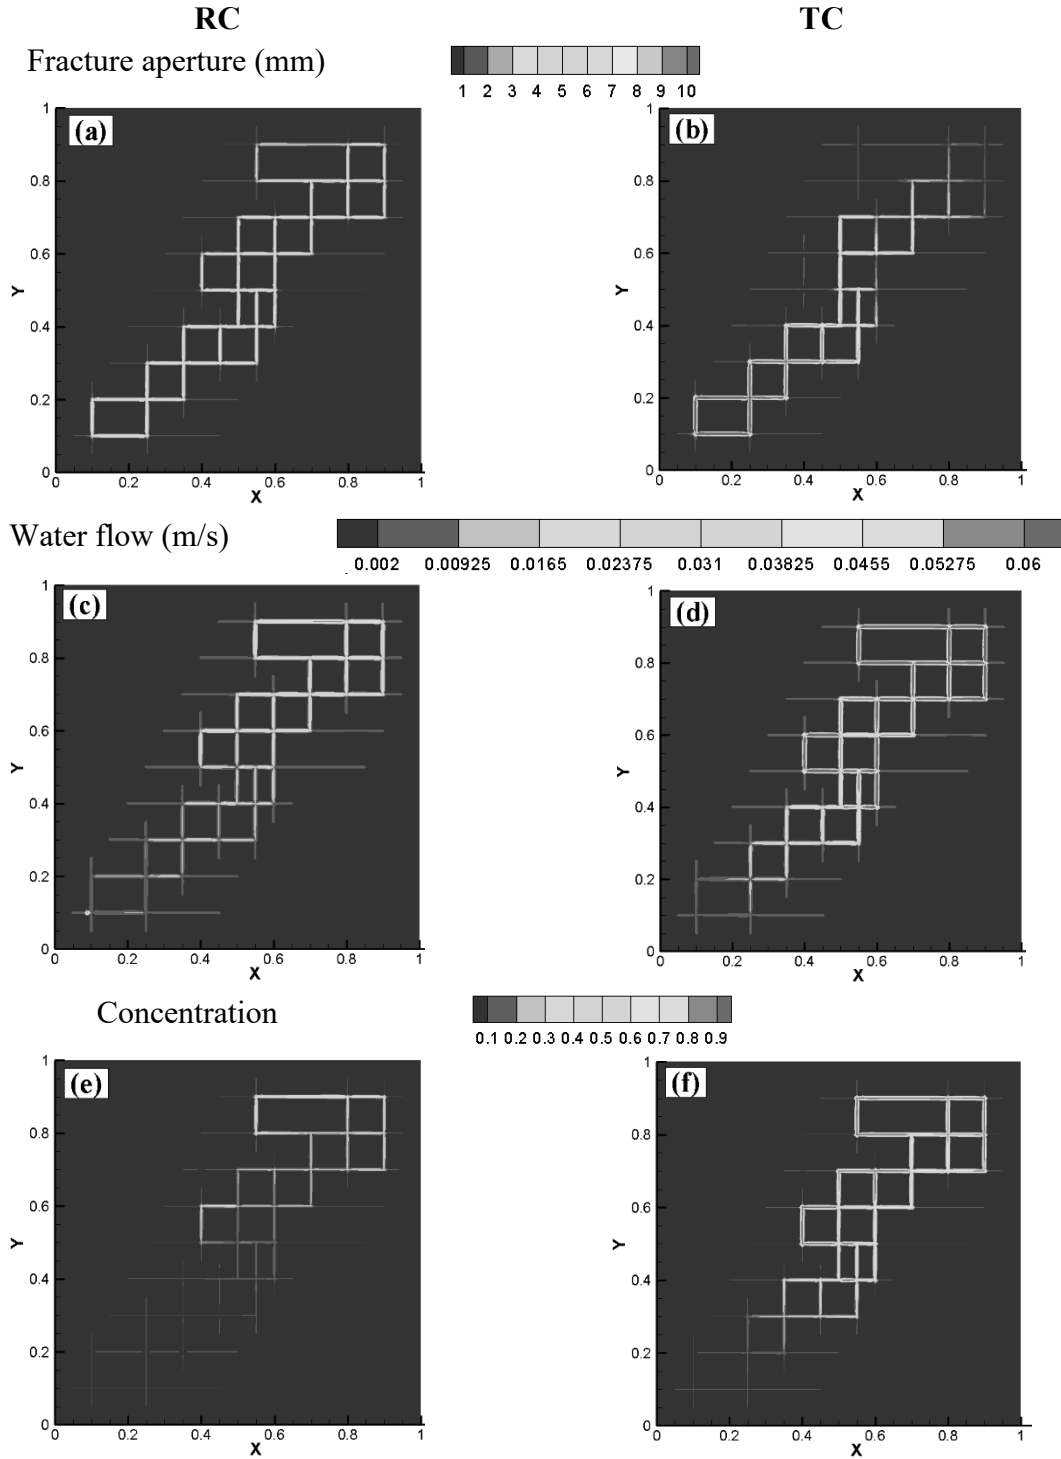 RC TC
Fracture aperture (mm)
1 2 3 4 5 6 7 8 9 10
(a) (b)
1 0.8 0.6 0.4 0.2 0
Y
0 0.2 0.4 0.6 0.8 1
X
1 0.8 0.6 0.4 0.2 0
Y
0 0.2 0.4 0.6 0.8 1
X
Water flow (m/s)
0.002 0.00925 0.0165 0.02375 0.031 0.03825 0.0455 0.05275 0.06
(c) (d)
1 0.8 0.6 0.4 0.2 0
Y
0 0.2 0.4 0.6 0.8 1
X
1 0.8 0.6 0.4 0.2 0
Y
0 0.2 0.4 0.6 0.8 1
X
Concentration
0.1 0.2 0.3 0.4 0.5 0.6 0.7 0.8 0.9
(e) (f)
1 0.8 0.6 0.4 0.2 0
Y
0 0.2 0.4 0.6 0.8 1
X
1 0.8 0.6 0.4 0.2 0
Y
0 0.2 0.4 0.6 0.8 1
X